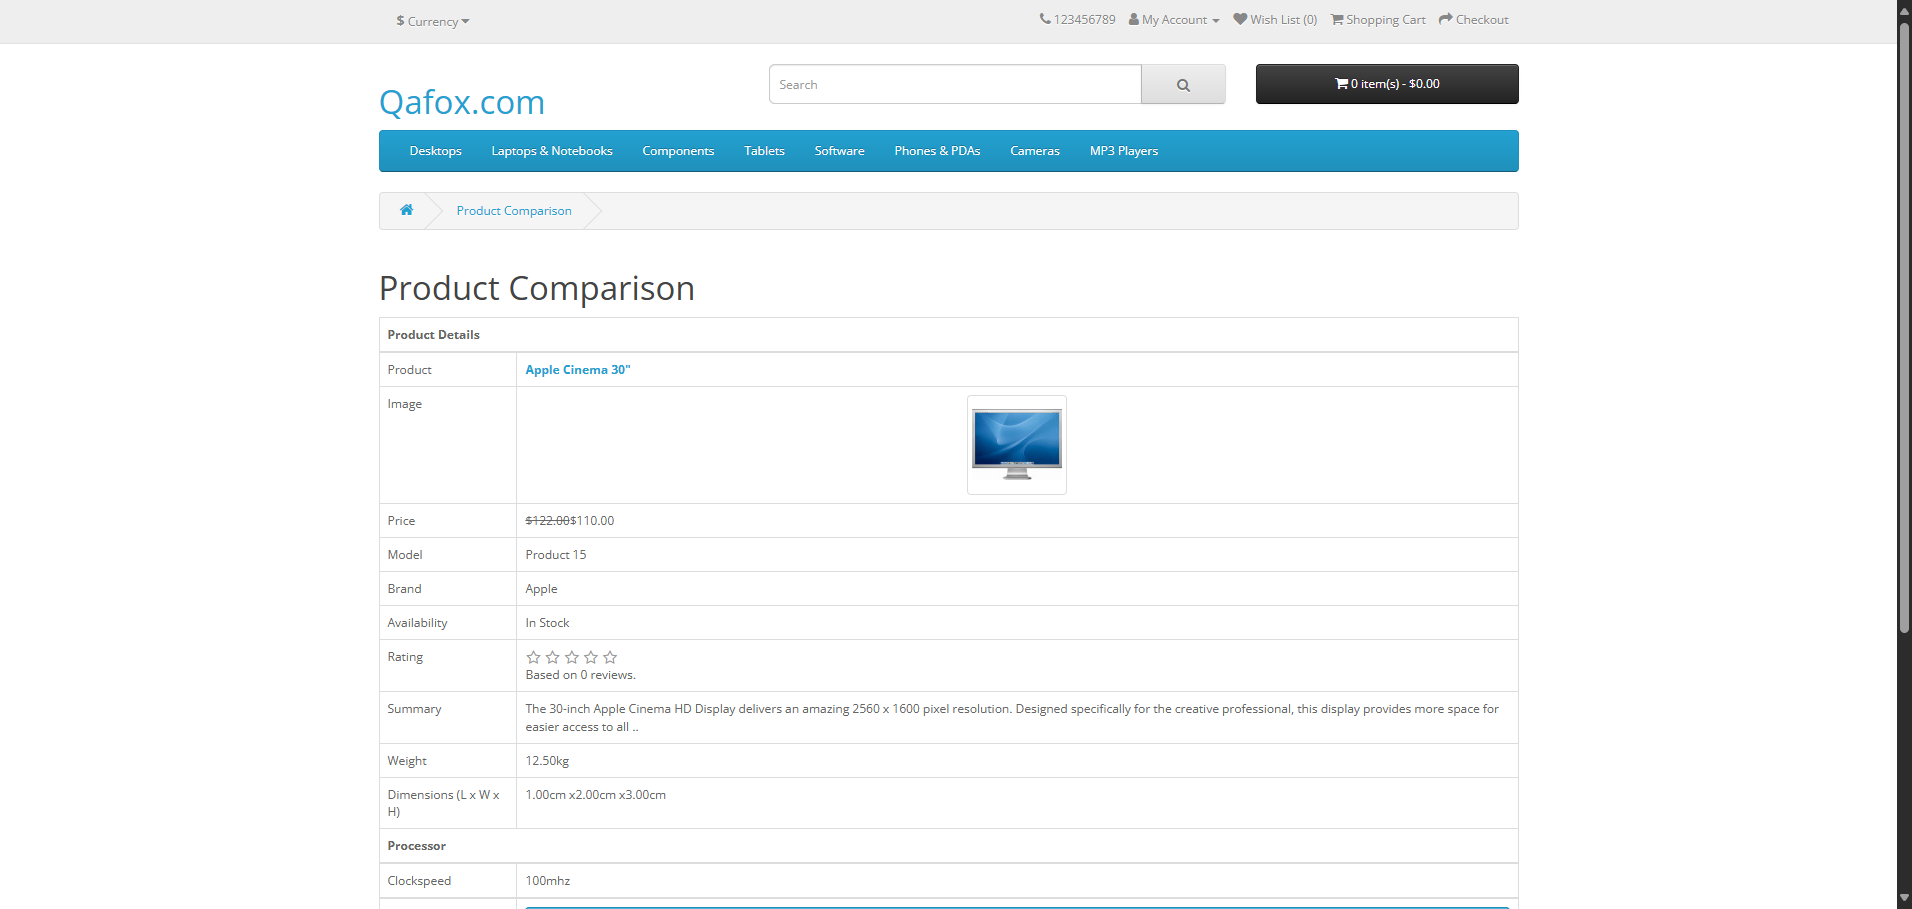 $ Currency
123456789 My Account Wish List (0) Shopping Cart Checkout
Qafox.com
Search
0 item(s) - $0.00
Desktops Laptops & Notebooks Components Tablets Software Phones & PDAs Cameras MP3 Players
Product Comparison
Product Comparison
Product Details
Product Apple Cinema 30"
Image
Price $122.00$110.00
Model Product 15
Brand Apple
Availability In Stock
Rating
Based on 0 reviews.
Summary The 30-inch Apple Cinema HD Display delivers an amazing 2560 x 1600 pixel resolution. Designed specifically for the creative professional, this display provides more space for
easier access to all ..
Weight 12.50kg
Dimensions (L x W x 1.00cm x2.00cm x3.00cm
H)
Processor
Clockspeed 100mhz